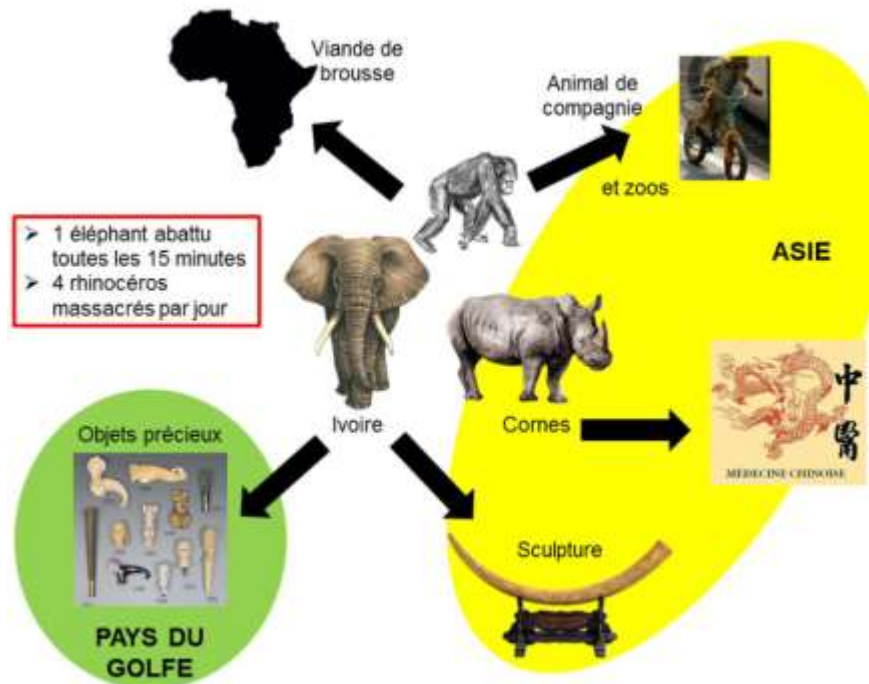 Viande de
brousse
Animal de
compagnie
et zoos
1 éléphant abattu
toutes les 15 minutes
4 rhinocéros
massacrés par jour
ASIE
Objets précieux
Ivoire
Cornes
中
醫
MEDECINE CHINOISE
Sculpture
PAYS DU
GOLFE